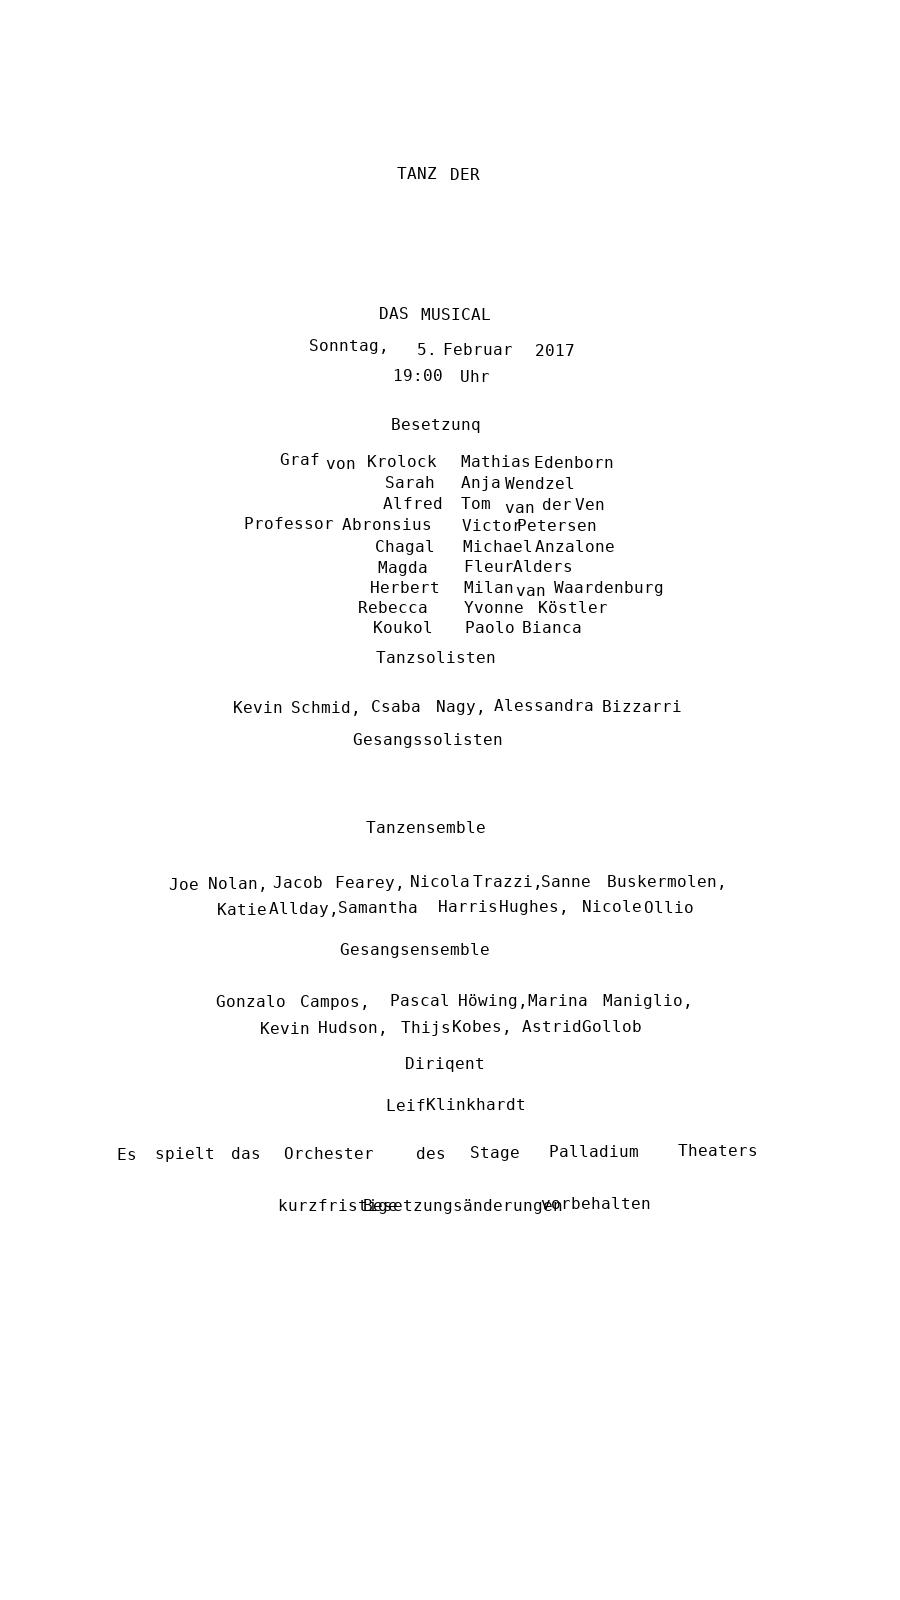 TANZ DER
DAS MUSICAL
Sonntag, 5. Februar 2017
19:00 Uhr
Besetzunq
Graf von Krolock Mathias Edenborn
Sarah Anja Wendzel
Alfred Tom van der Ven
Professor Abronsius Victor Petersen
Chagal Michael Anzalone
Magda Fleur Alders
Herbert Milan van Waardenburg
Rebecca Yvonne Köstler
Koukol Paolo Bianca
Tanzsolisten
Kevin Schmid, Csaba Nagy, Alessandra Bizzarri
Gesangssolisten
Tanzensemble
Joe Nolan, Jacob Fearey, Nicola Trazzi, Sanne Buskermolen,
Katie Allday, Samantha Harris Hughes, Nicole Ollio
Gesangsensemble
Gonzalo Campos, Pascal Höwing, Marina Maniglio,
Kevin Hudson, Thijs Kobes, Astrid Gollob
Diriqent
Leif Klinkhardt
Es spielt das Orchester des Stage Palladium Theaters
kurzfristige Besetzungsänderungen vorbehalten